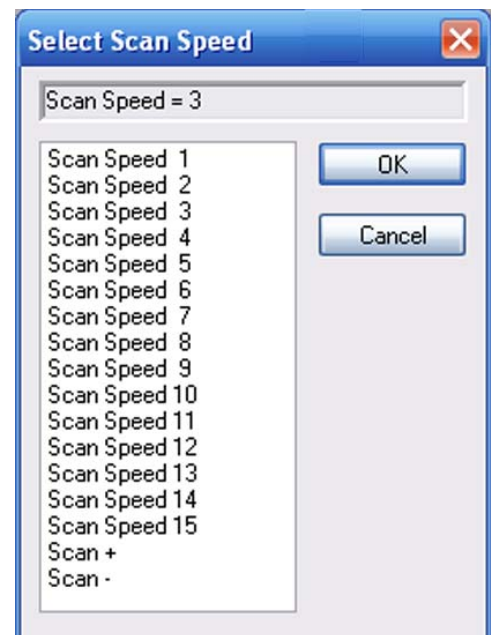 Select Scan Speed
Scan Speed = 3
Scan Speed 1
Scan Speed 2
Scan Speed 3
Scan Speed 4
Scan Speed 5
Scan Speed 6
Scan Speed 7
Scan Speed 8
Scan Speed 9
Scan Speed 10
Scan Speed 11
Scan Speed 12
Scan Speed 13
Scan Speed 14
Scan Speed 15
Scan +
Scan -
OK
Cancel